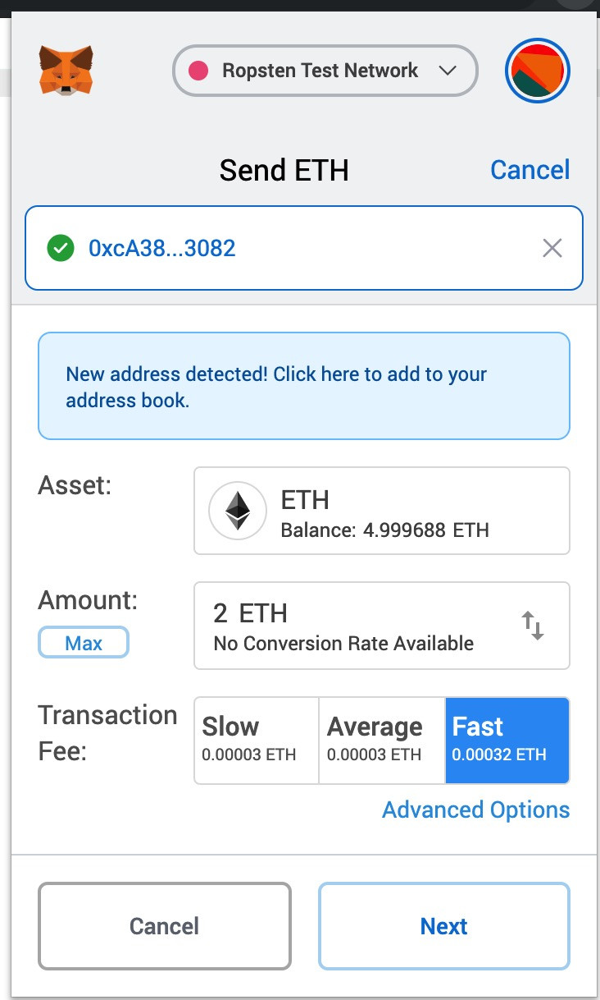 Ropsten Test Network
Send ETH
Cancel
0xcA38...3082
New address detected! Click here to add to your
address book.
Asset:
ETH
Balance: 4.999688 ETH
Amount:
Max
2 ETH
No Conversion Rate Available
Transaction
Fee:
Slow
0.00003 ETH
Average
0.00003 ETH
Fast
0.00032 ETH
Advanced Options
Cancel
Next